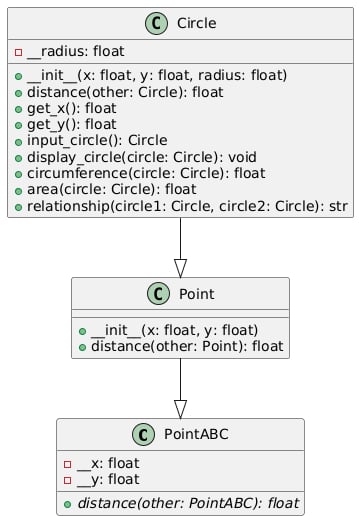 C Circle
__radius: float
__init__(x: float, y: float, radius: float)
distance(other: Circle): float
get_x(): float
get_y(): float
input_circle(): Circle
display_circle(circle: Circle): void
circumference(circle: Circle): float
area(circle: Circle): float
relationship(circle1: Circle, circle2: Circle): str
C Point
__init__(x: float, y: float)
distance(other: Point): float
C PointABC
__x: float
__y: float
distance(other: PointABC): float